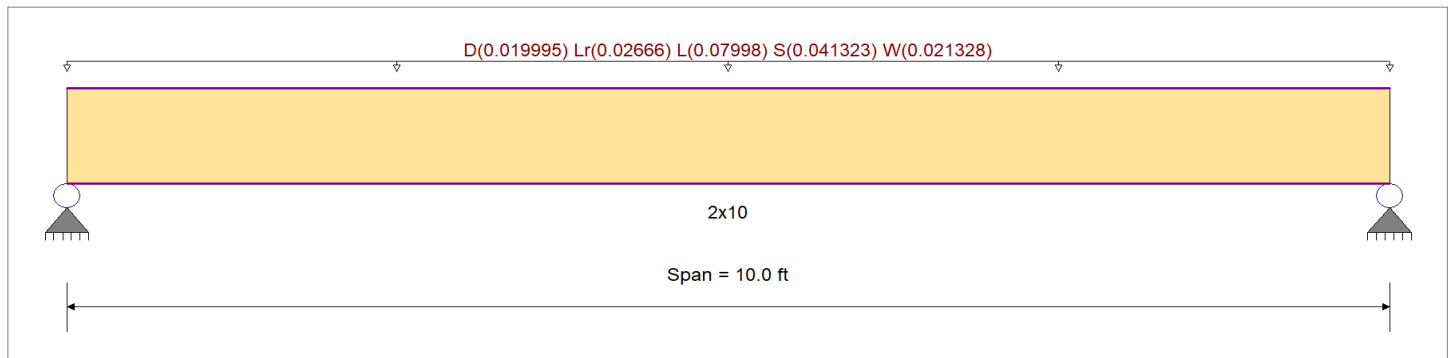 D(0.019995) Lr(0.02666) L(0.07998) S(0.041323) W(0.021328)
2x10
Span = 10.0 ft